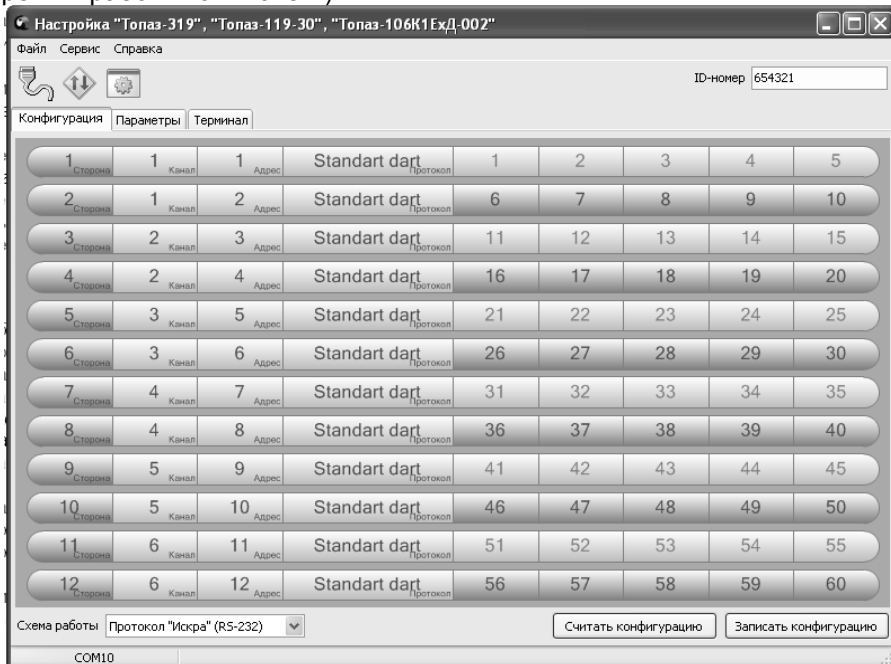 Настройка "Топаз-319", "Топаз-119-30", "Топаз-106К1ЕхД-002"
Файл Сервис Справка
ID-номер 654321
Конфигурация Параметры Терминал
1 Сторона 1 Канал 1 Адрес Standart dart Протокол 1 2 3 4 5
2 Сторона 1 Канал 2 Адрес Standart dart Протокол 6 7 8 9 10
3 Сторона 2 Канал 3 Адрес Standart dart Протокол 11 12 13 14 15
4 Сторона 2 Канал 4 Адрес Standart dart Протокол 16 17 18 19 20
5 Сторона 3 Канал 5 Адрес Standart dart Протокол 21 22 23 24 25
6 Сторона 3 Канал 6 Адрес Standart dart Протокол 26 27 28 29 30
7 Сторона 4 Канал 7 Адрес Standart dart Протокол 31 32 33 34 35
8 Сторона 4 Канал 8 Адрес Standart dart Протокол 36 37 38 39 40
9 Сторона 5 Канал 9 Адрес Standart dart Протокол 41 42 43 44 45
10 Сторона 5 Канал 10 Адрес Standart dart Протокол 46 47 48 49 50
11 Сторона 6 Канал 11 Адрес Standart dart Протокол 51 52 53 54 55
12 Сторона 6 Канал 12 Адрес Standart dart Протокол 56 57 58 59 60
Схема работы Протокол "Искра" (RS-232) Считать конфигурацию Записать конфигурацию
COM10